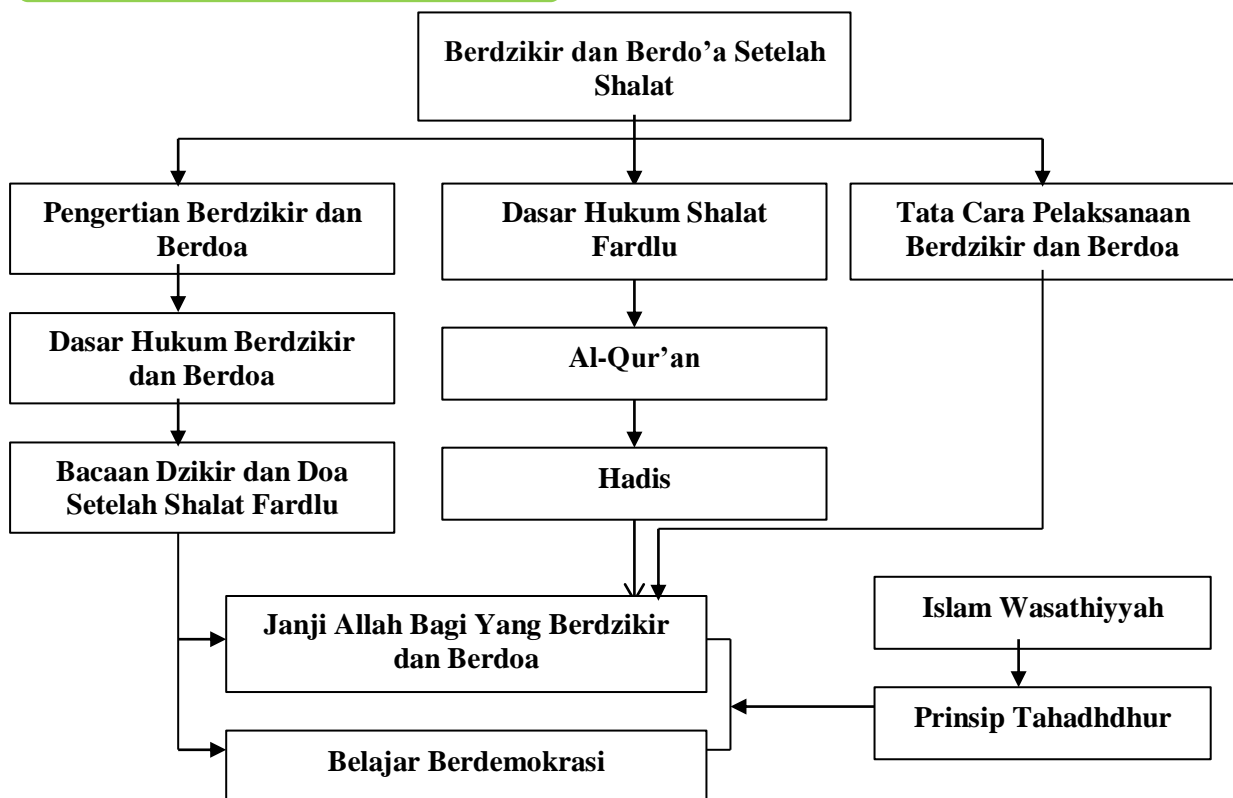 Berdzikir dan Berdo’a Setelah
Shalat
Pengertian Berdzikir dan
Berdoa
Dasar Hukum Shalat
Fardlu
Tata Cara Pelaksanaan
Berdzikir dan Berdoa
Dasar Hukum Berdzikir
dan Berdoa
Al-Qur’an
Bacaan Dzikir dan Doa
Setelah Shalat Fardlu
Hadis
Janji Allah Bagi Yang Berdzikir
dan Berdoa
Islam Wasathiyyah
Prinsip Tahadhdhur
Belajar Berdemokrasi